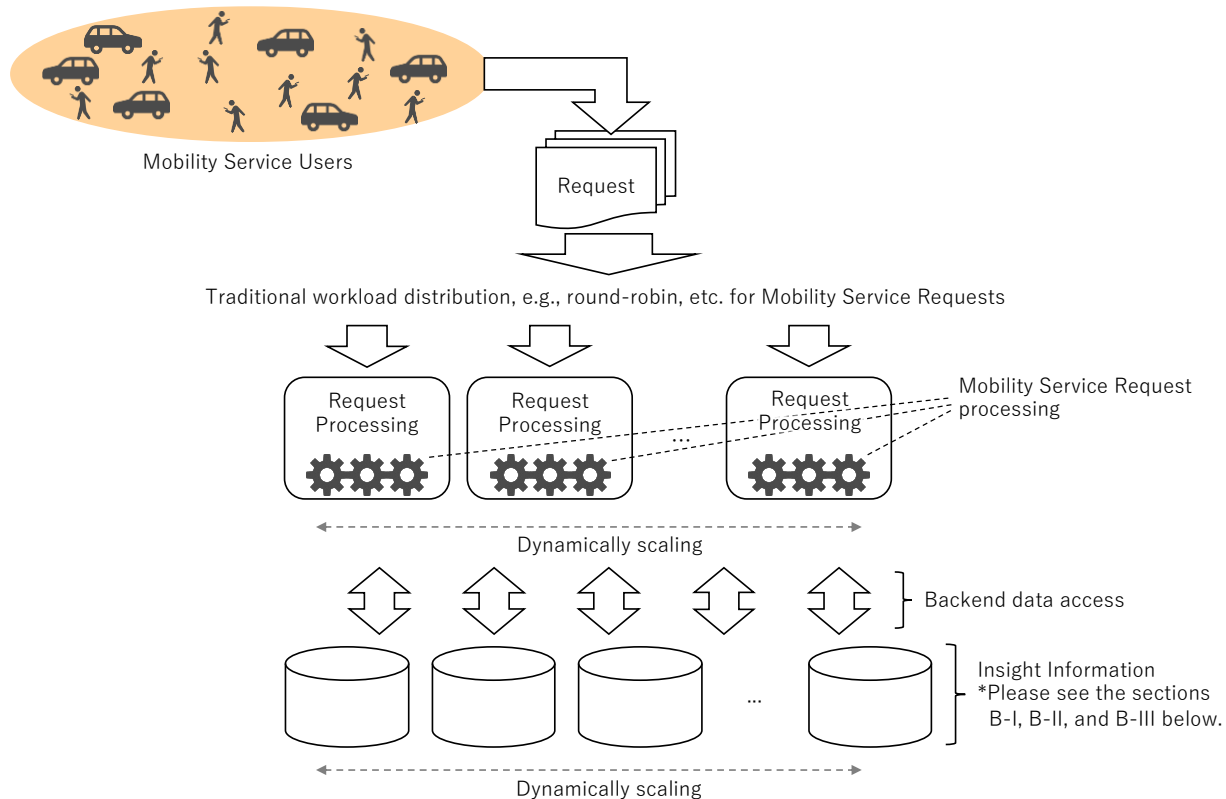 Mobility Service Users
Request
Traditional workload distribution, e.g., round-robin, etc. for Mobility Service Requests
Request
Processing
Request
Processing
...
Request
Processing
Mobility Service Request
processing
Dynamically scaling
Backend data access
...
Insight Information
*Please see the sections
B-I, B-II, and B-III below.
Dynamically scaling